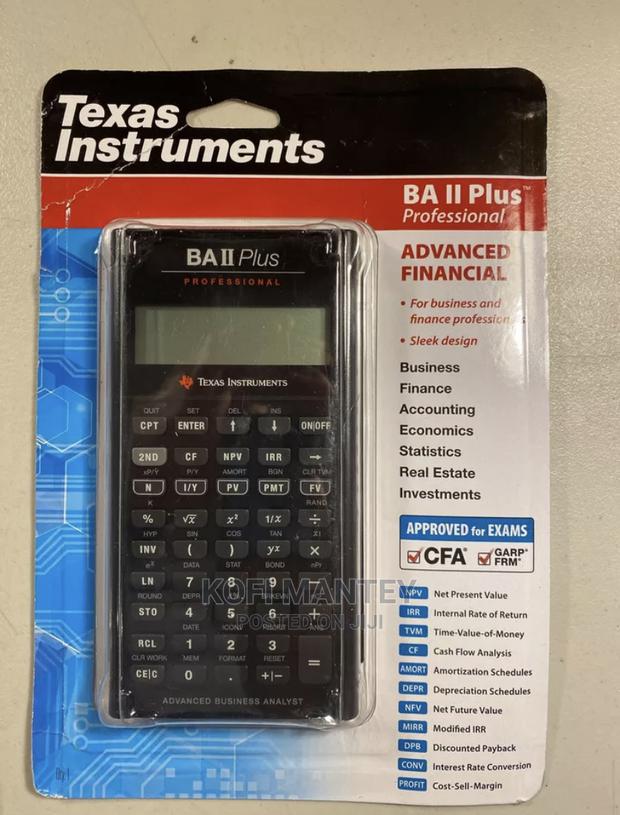 Texas
Instruments
BA II Plus™
Professional
ADVANCED
FINANCIAL
• For business and
finance professionals
• Sleek design
Business
Finance
Accounting
Economics
Statistics
Real Estate
Investments
APPROVED for EXAMS
CFA® GARP®
FRM®
NPV Net Present Value
IRR Internal Rate of Return
TVM Time-Value-of-Money
CF Cash Flow Analysis
AMORT Amortization Schedules
DEPR Depreciation Schedules
NFV Net Future Value
MIRR Modified IRR
DPB Discounted Payback
CONV Interest Rate Conversion
PROFIT Cost-Sell-Margin
BA II Plus
PROFESSIONAL
TEXAS INSTRUMENTS
QUIT SET DEL INS
CPT ENTER ↑ ↓ ON|OFF
2ND CF NPV IRR →
xP/Y P/Y AMORT BGN CLR TVM
N I/Y PV PMT FV
K RAND
% √x x² 1/x ÷
HYP SIN COS TAN x!
INV ( ) yˣ ×
eˣ DATA STAT BOND nPr
LN 7 8 9 −
ROUND DEPR
STO 4 5 6 +
DATE ICONV
RCL 1 2 3
CLR WORK MEM FORMAT RESET
CE|C 0 . +|− =
ADVANCED BUSINESS ANALYST
KOFI MANTEY
POSTED ON JIJI